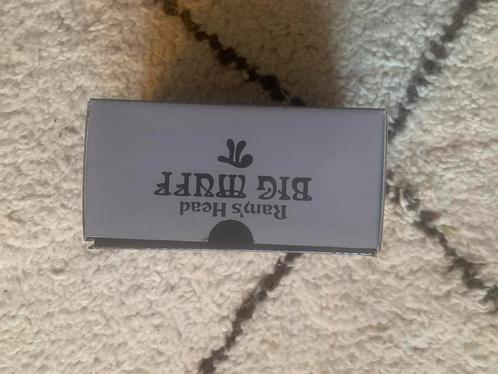 Ram's Head
BIG MUFF
π